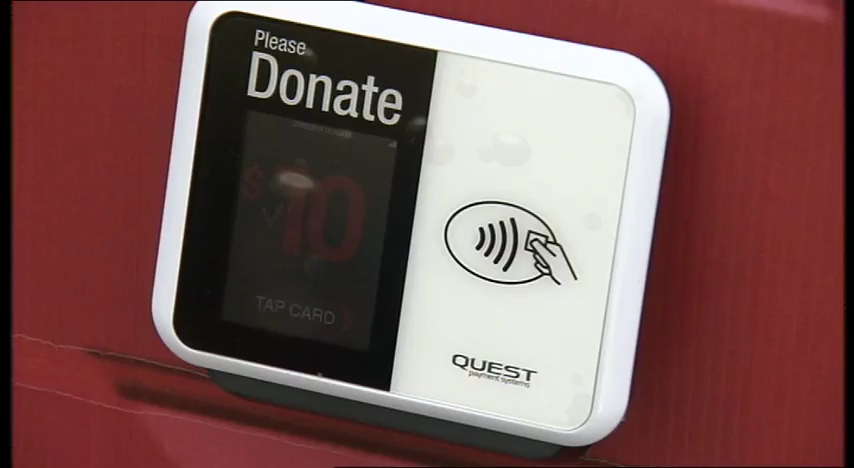 Please
Donate
$10
TAP CARD
QUEST
payment systems